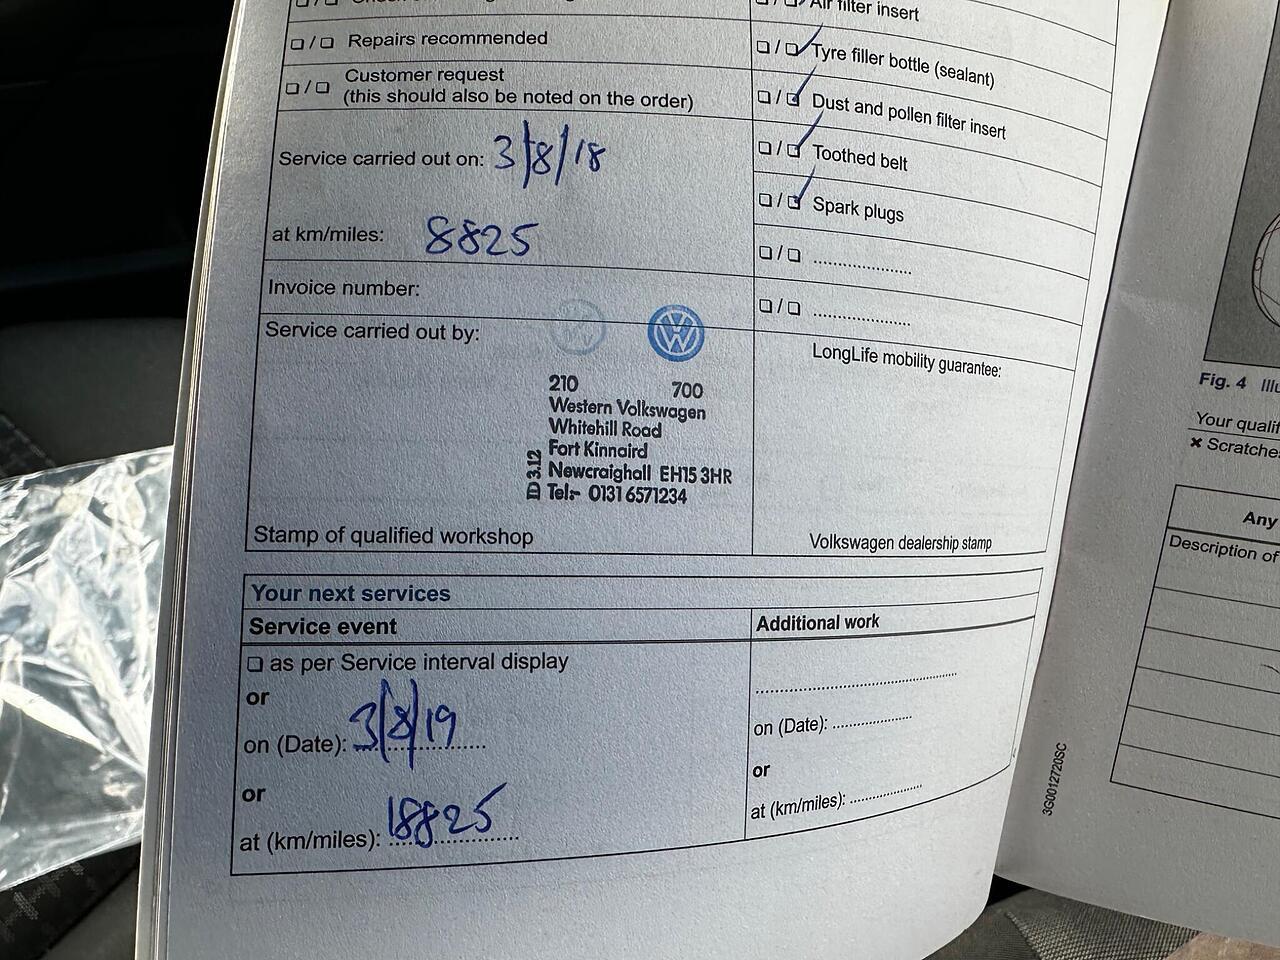 Repairs recommended
Customer request
(this should also be noted on the order)
Service carried out on: 3/8/18
at km/miles: 8825
Invoice number:
Service carried out by:
210 700
Western Volkswagen
Whitehill Road
Fort Kinnaird
Newcraighall EH15 3HR
Tel:- 0131 6571234
ID 3.12
Stamp of qualified workshop
Air filter insert
Tyre filler bottle (sealant)
Dust and pollen filter insert
Toothed belt
Spark plugs
LongLife mobility guarantee:
Volkswagen dealership stamp
Your next services
Service event
as per Service interval display
or
on (Date): 3/8/19
or
at (km/miles): 18825
Additional work
on (Date):
or
at (km/miles):
3G0012720SC
Fig. 4
Your
Any
Description of